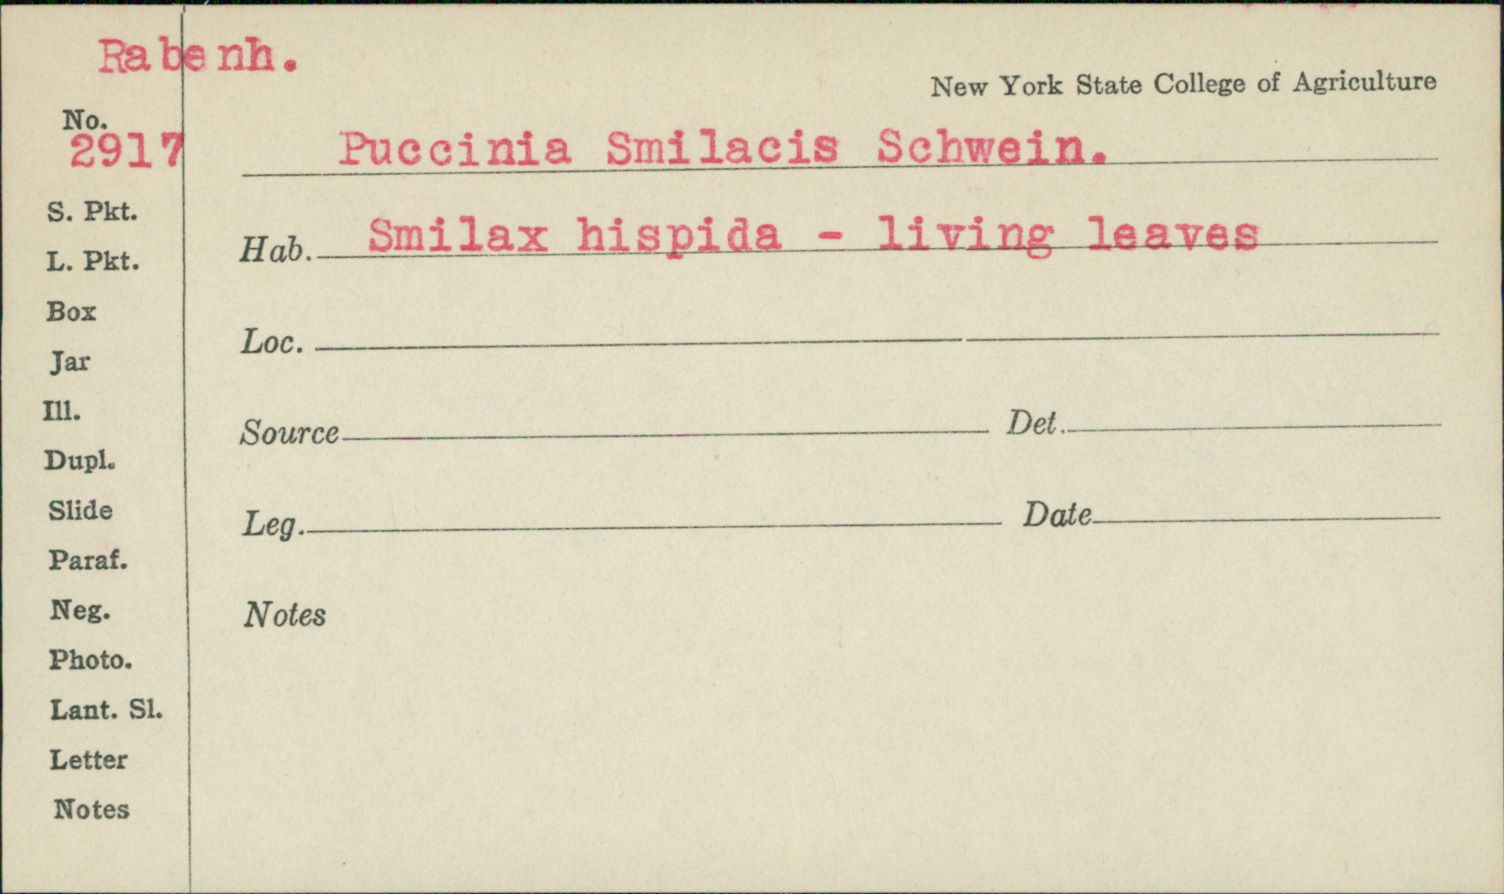 Rabenh.
New York State College of Agriculture
No.
2917
Puccinia Smilacis Schwein.
S. Pkt.
Hab. Smilax hispida - living leaves
L. Pkt.
Box
Loc.
Jar
Ill.
Source Det.
Dupl.
Slide
Leg. Date
Paraf.
Neg.
Notes
Photo.
Lant. Sl.
Letter
Notes